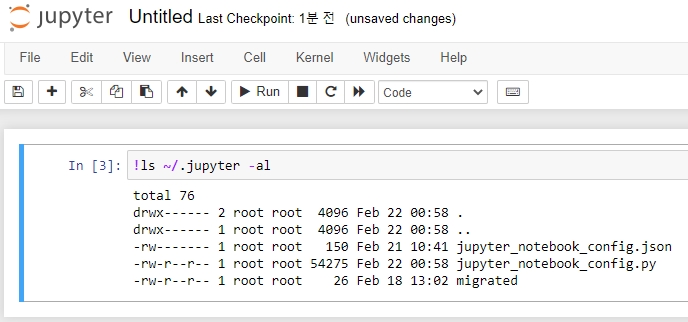 jupyter Untitled Last Checkpoint: 1분 전 (unsaved changes)
File Edit View Insert Cell Kernel Widgets Help
Run Code
In [3]: !ls ~/.jupyter -al
total 76
drwx------ 2 root root  4096 Feb 22 00:58 .
drwx------ 1 root root  4096 Feb 22 00:58 ..
-rw------- 1 root root   150 Feb 21 10:41 jupyter_notebook_config.json
-rw-r--r-- 1 root root 54275 Feb 22 00:58 jupyter_notebook_config.py
-rw-r--r-- 1 root root    26 Feb 18 13:02 migrated